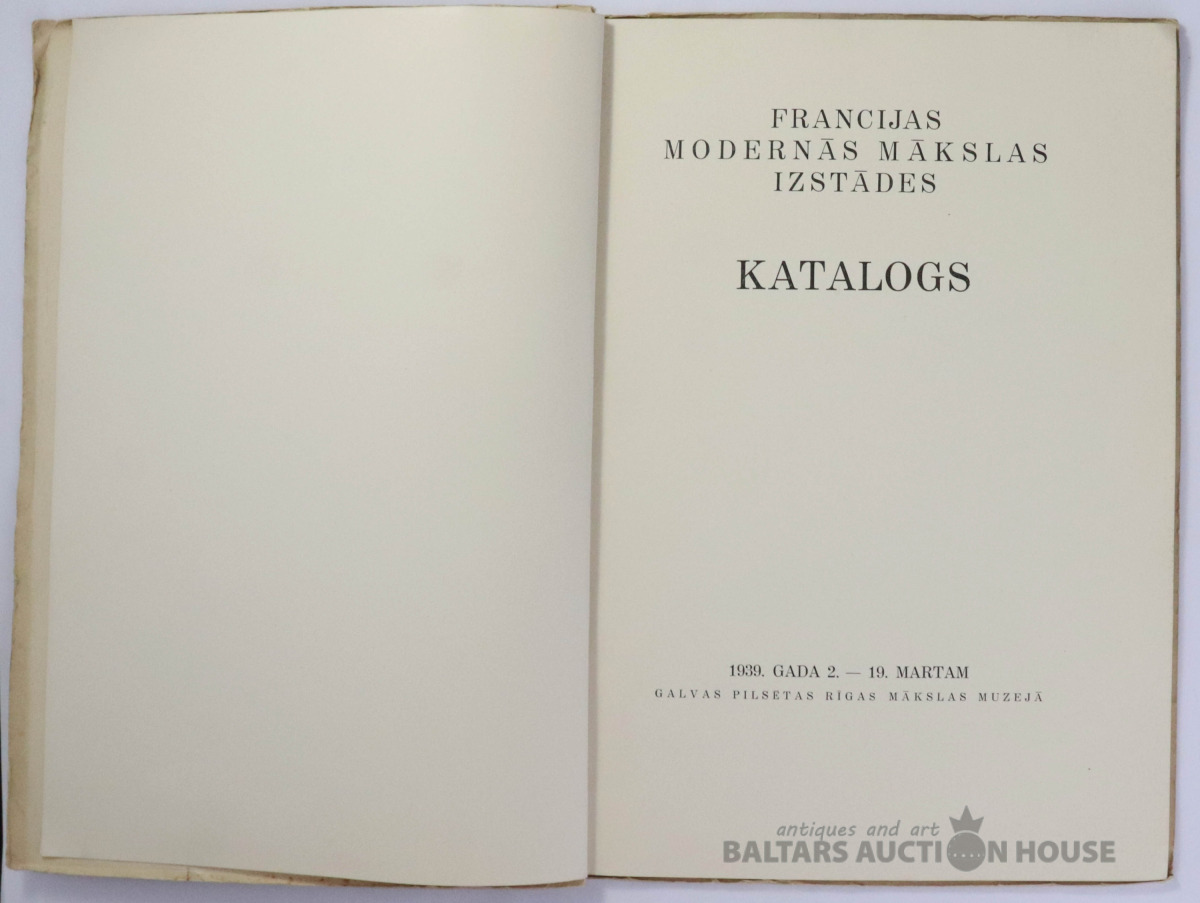 FRANCIJAS
MODERNĀS MĀKSLAS
IZSTĀDES
KATALOGS
1939. GADA 2. — 19. MARTAM
GALVAS PILSĒTAS RĪGAS MĀKSLAS MUZEJĀ
antiques and art
BALTARS AUCTION HOUSE